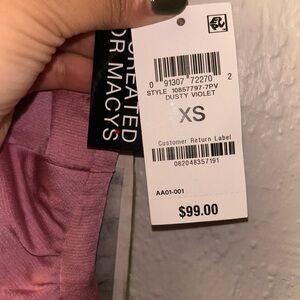 CREATED
OR MACYS
0 91307 72270 2
STYLE 10857797-7PV
DUSTY VIOLET
XS
Customer Return Label
082048357191
AA01-001
$99.00